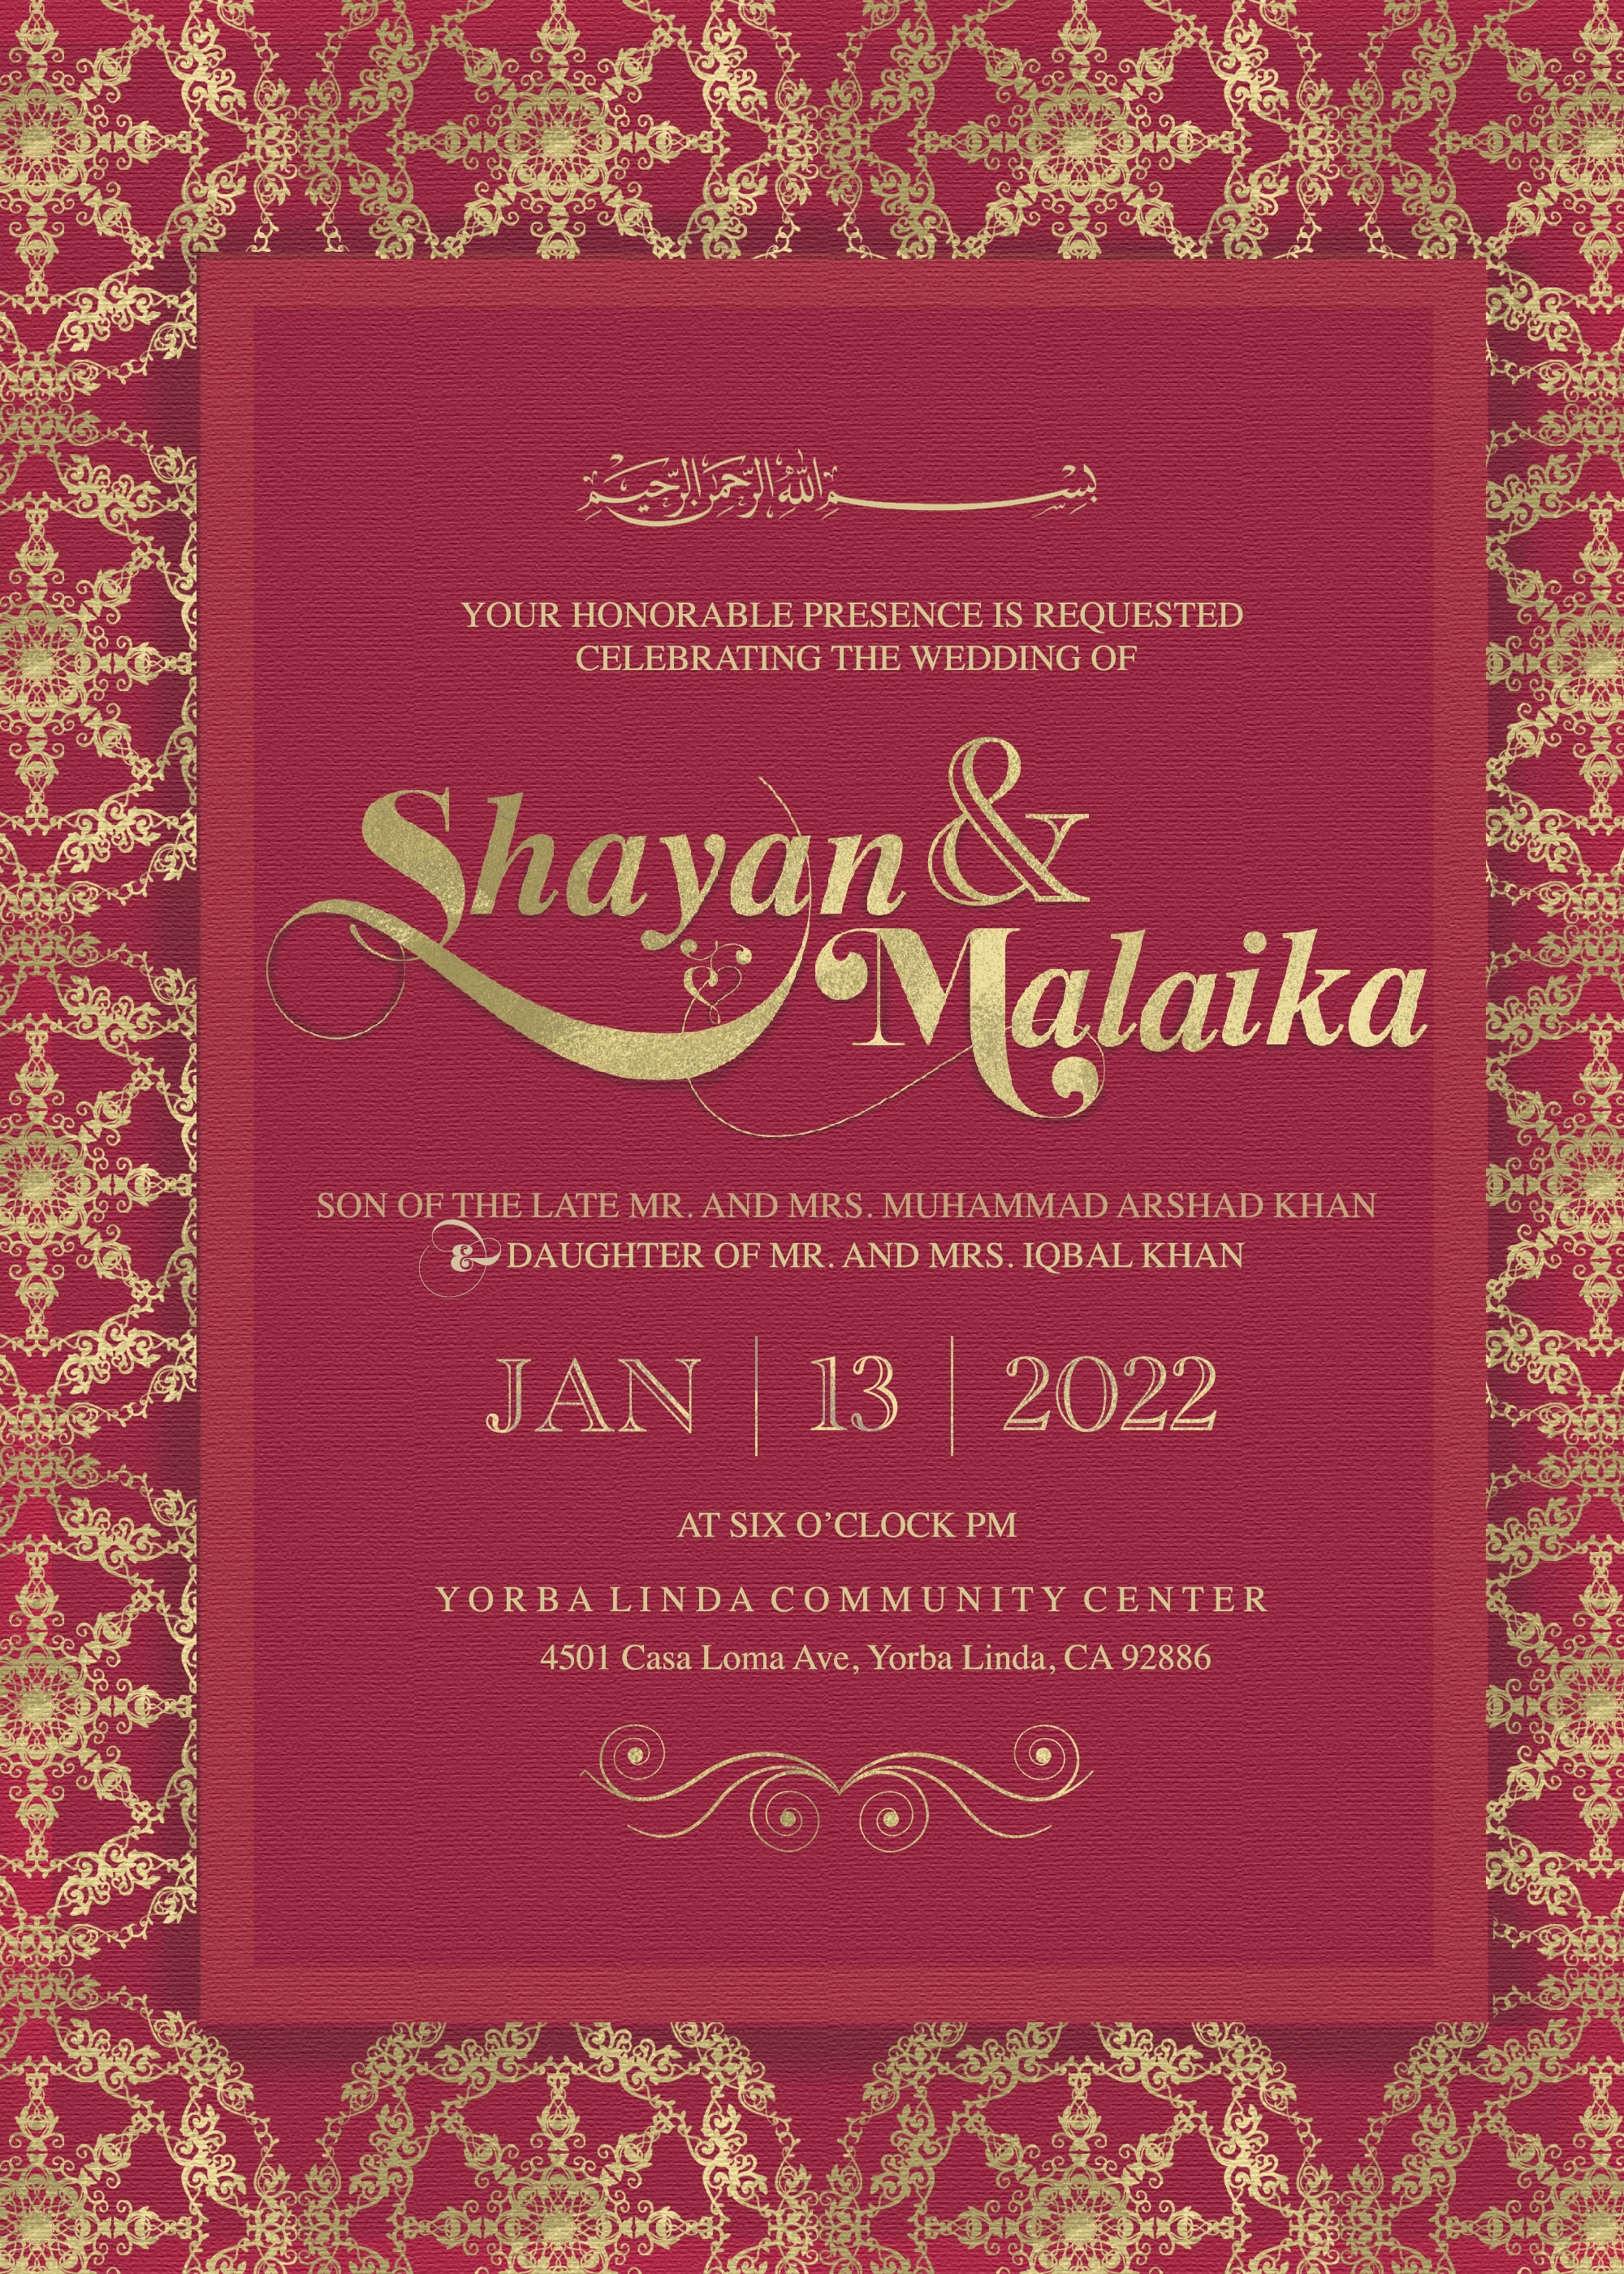 بسم الله الرحمن الرحيم
YOUR HONORABLE PRESENCE IS REQUESTED
CELEBRATING THE WEDDING OF
Shayan &
Malaika
SON OF THE LATE MR. AND MRS. MUHAMMAD ARSHAD KHAN
& DAUGHTER OF MR. AND MRS. IQBAL KHAN
JAN | 13 | 2022
AT SIX O’CLOCK PM
YORBA LINDA COMMUNITY CENTER
4501 Casa Loma Ave, Yorba Linda, CA 92886